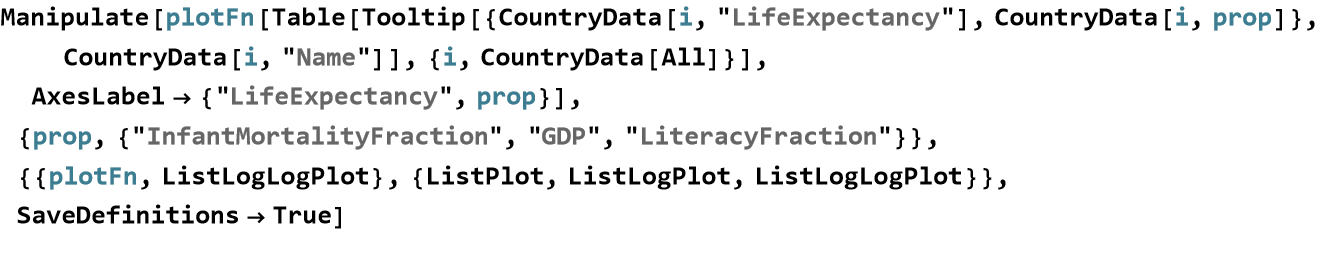 Manipulate[plotFn[Table[Tooltip[{CountryData[i, "LifeExpectancy"], CountryData[i, prop]},
CountryData[i, "Name"]], {i, CountryData[All]}],
AxesLabel → {"LifeExpectancy", prop}],
{prop, {"InfantMortalityFraction", "GDP", "LiteracyFraction"}},
{{plotFn, ListLogLogPlot}, {ListPlot, ListLogPlot, ListLogLogPlot}},
SaveDefinitions → True]